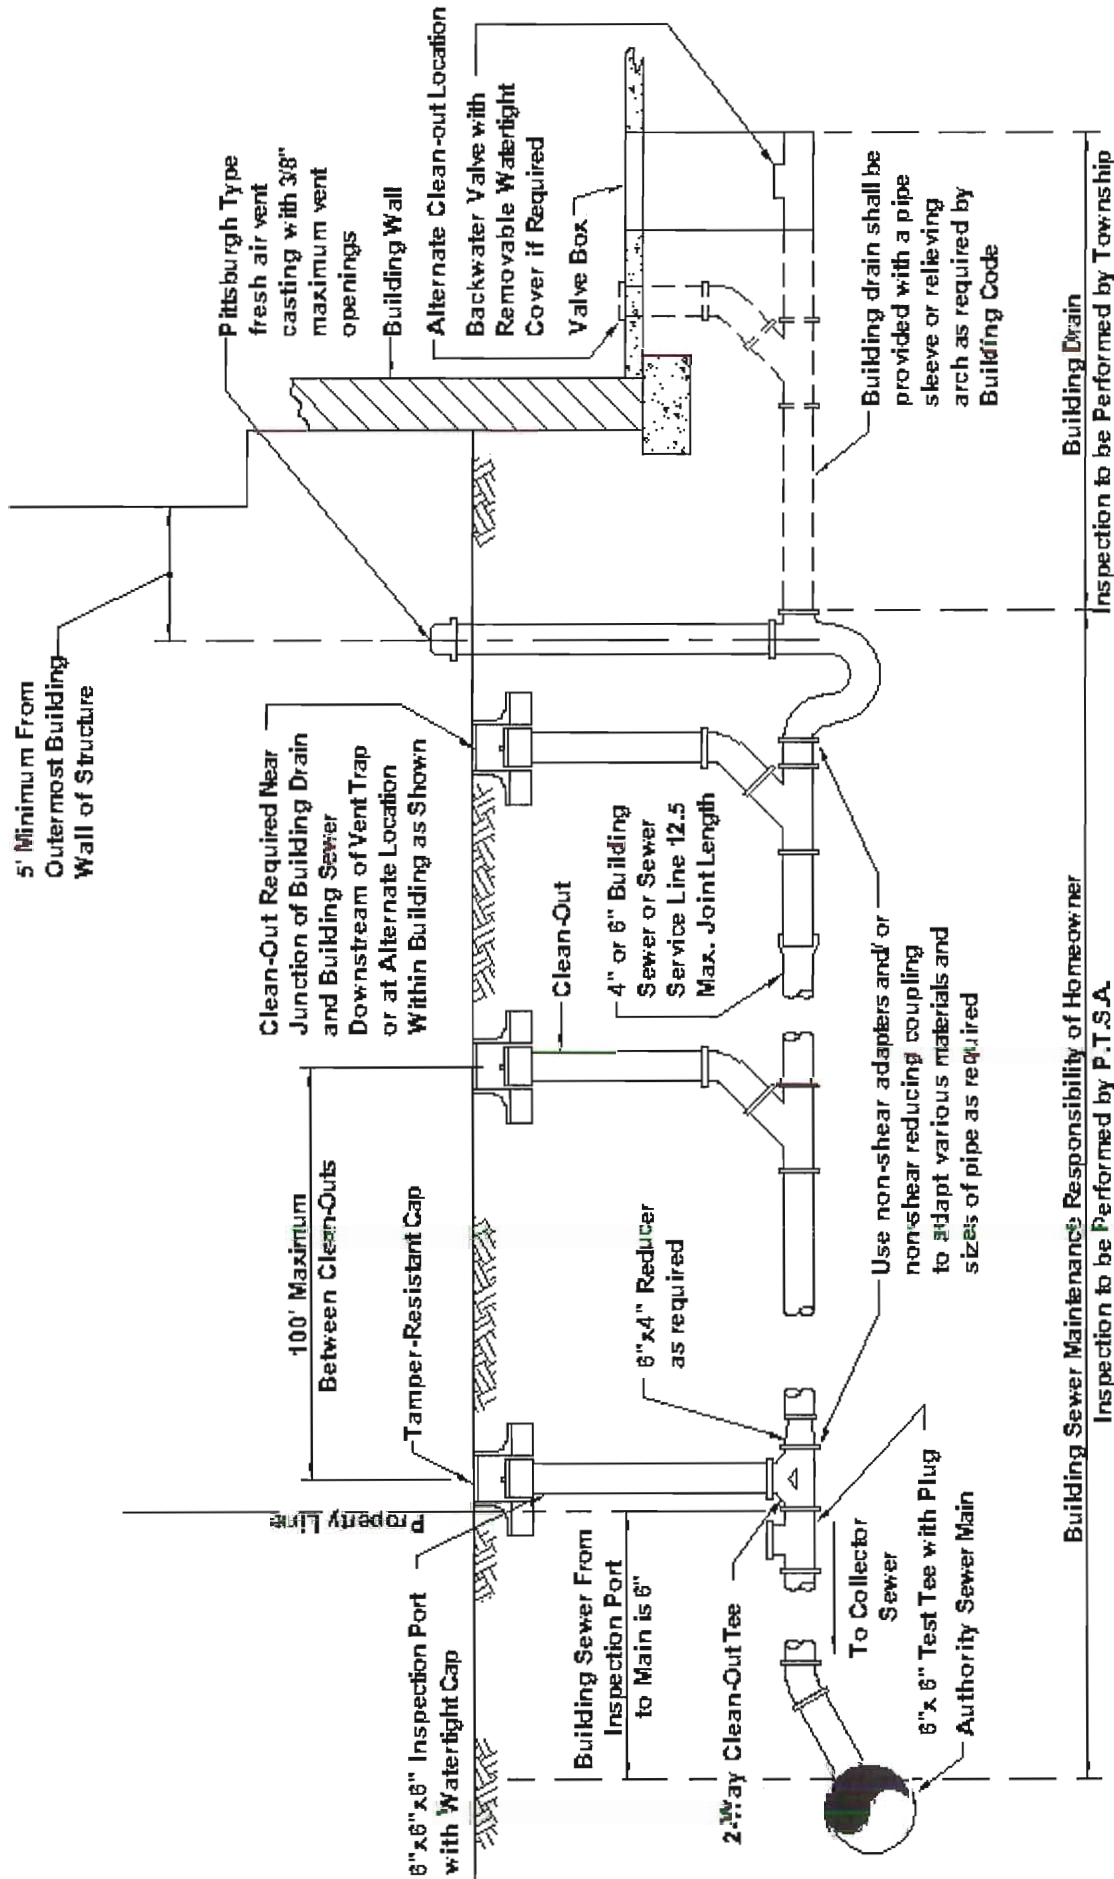 5' Minimum From
Outermost Building
Wall of Structure
Pittsburgh Type
fresh air vent
casting with 3/8"
maximum vent
openings
Building Wall
Alternate Clean-out Location
Backwater Valve with
Removable Watertight
Cover if Required
Valve Box
Clean-Out Required Near
Junction of Building Drain
and Building Sewer
Downstream of Vent Trap
or at Alternate Location
Within Building as Shown
100' Maximum
Between Clean-Outs
Tamper-Resistant Cap
Property Line
6"x6"x6" Inspection Port
with Watertight Cap
Clean-Out
4" or 6" Building
Sewer or Sewer
Service Line 12.5
Max. Joint Length
6"x4" Reducer
as required
Building Sewer From
Inspection Port
to Main is 6"
2-Way Clean-Out Tee
To Collector
Sewer
6"x 6" Test Tee with Plug
Authority Sewer Main
Use non-shear adapters and/ or
non-shear reducing coupling
to adapt various materials and
sizes of pipe as required
Building drain shall be
provided with a pipe
sleeve or relieving
arch as required by
Building Code
Building Sewer Maintenance Responsibility of Homeowner
Inspection to be Performed by P.T.S.A.
Building Drain
Inspection to be Performed by Township